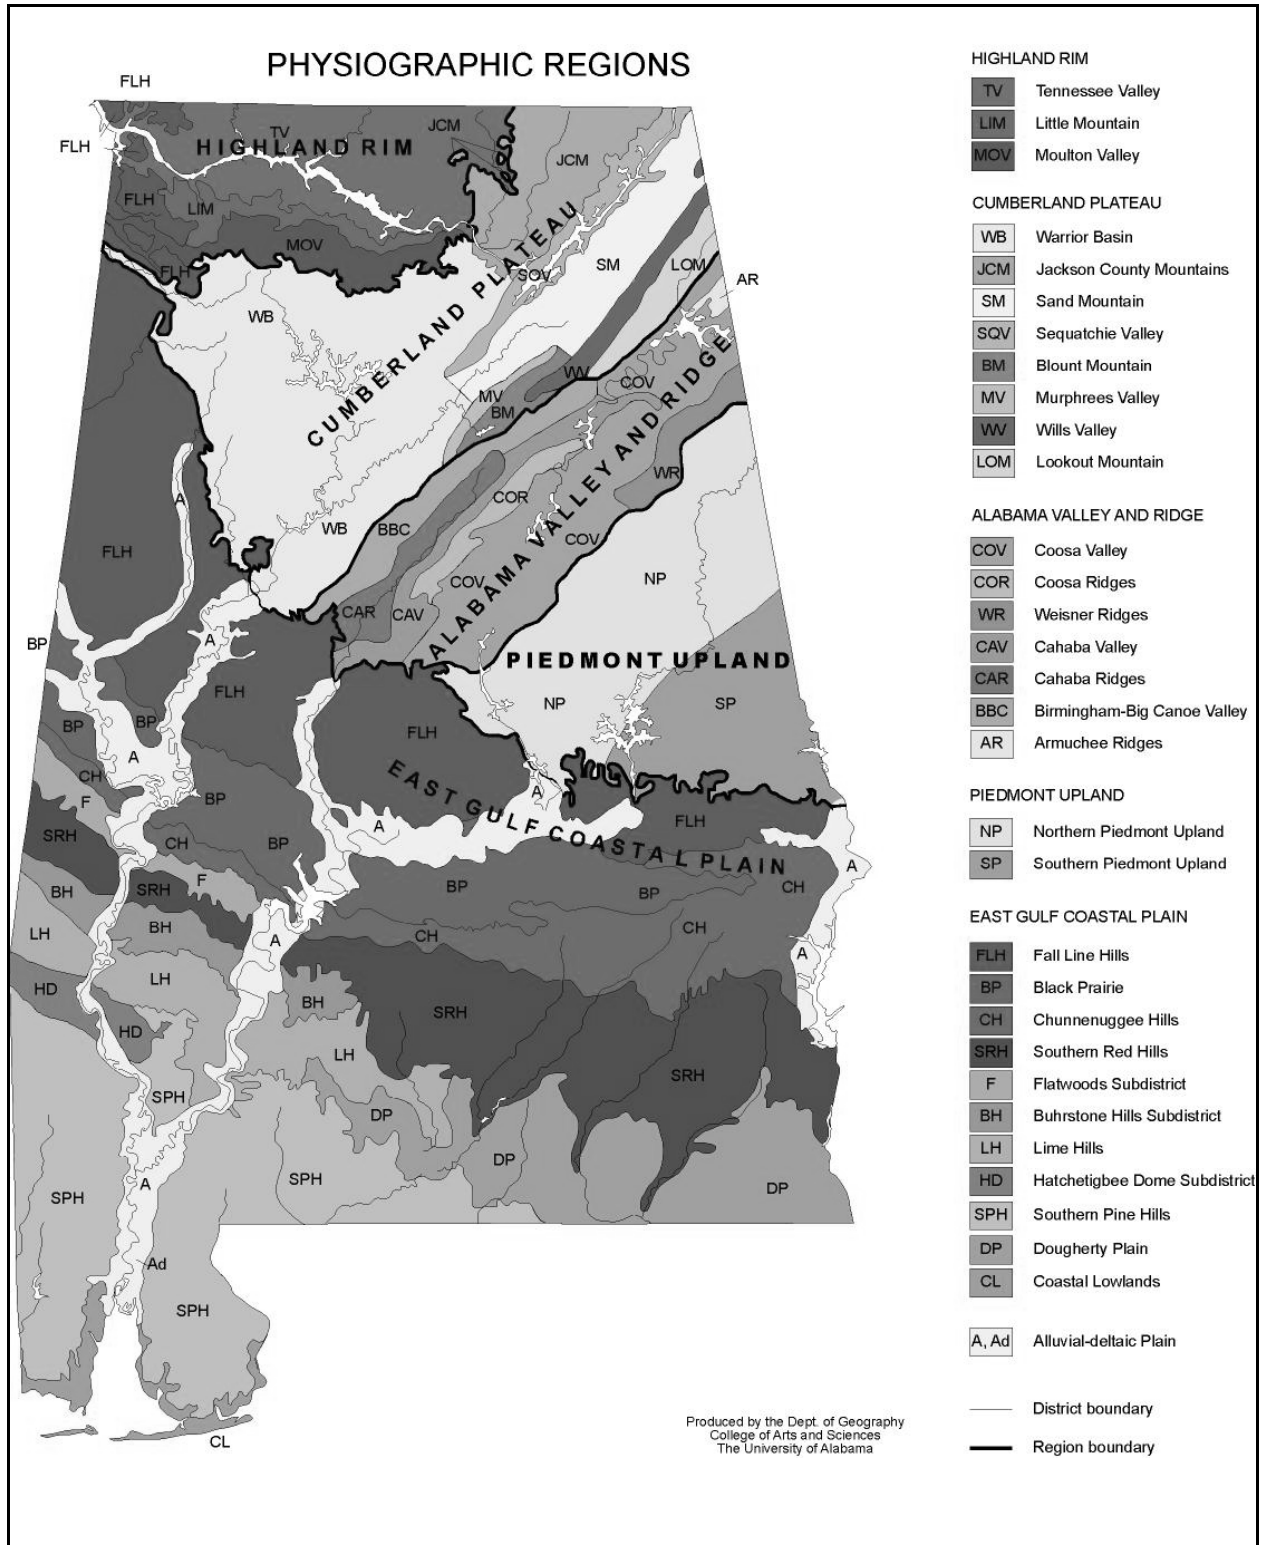 PHYSIOGRAPHIC REGIONS
FLH
FLH
TV
HIGHLAND RIM
JCM
JCM
FLH
LIM
MOV
FLH
SQV
SM
LOM
AR
WB
CUMBERLAND PLATEAU
WV
COV
MV
BM
WR
A
COR
WB
BBC
COV
ALABAMA VALLEY AND RIDGE
FLH
COV
NP
CAR
CAV
A
BP
PIEDMONT UPLAND
FLH
NP
SP
BP
BP
FLH
A
CH
EAST GULF COASTAL PLAIN
F
BP
A
A
FLH
SRH
CH
BP
A
BH
SRH
F
BP
BP
CH
LH
BH
A
CH
CH
A
HD
LH
BH
SRH
HD
LH
SRH
SPH
DP
SPH
A
SPH
DP
DP
Ad
SPH
CL
HIGHLAND RIM
TV Tennessee Valley
LIM Little Mountain
MOV Moulton Valley
CUMBERLAND PLATEAU
WB Warrior Basin
JCM Jackson County Mountains
SM Sand Mountain
SQV Sequatchie Valley
BM Blount Mountain
MV Murphrees Valley
WV Wills Valley
LOM Lookout Mountain
ALABAMA VALLEY AND RIDGE
COV Coosa Valley
COR Coosa Ridges
WR Weisner Ridges
CAV Cahaba Valley
CAR Cahaba Ridges
BBC Birmingham-Big Canoe Valley
AR Armuchee Ridges
PIEDMONT UPLAND
NP Northern Piedmont Upland
SP Southern Piedmont Upland
EAST GULF COASTAL PLAIN
FLH Fall Line Hills
BP Black Prairie
CH Chunnenuggee Hills
SRH Southern Red Hills
F Flatwoods Subdistrict
BH Buhrstone Hills Subdistrict
LH Lime Hills
HD Hatchetigbee Dome Subdistrict
SPH Southern Pine Hills
DP Dougherty Plain
CL Coastal Lowlands
A, Ad Alluvial-deltaic Plain
District boundary
Region boundary
Produced by the Dept. of Geography
College of Arts and Sciences
The University of Alabama